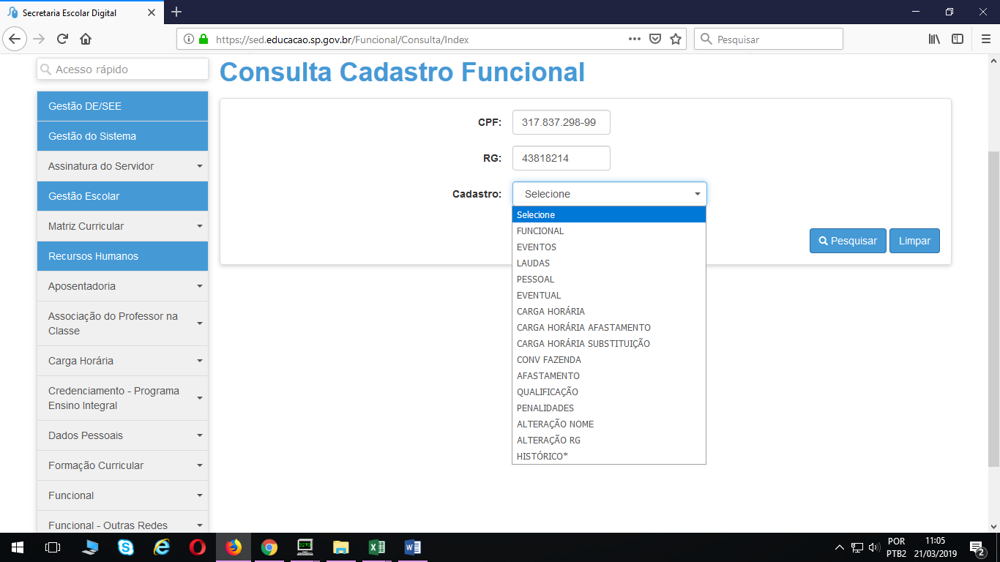 Secretaria Escolar Digital
https://sed.educacao.sp.gov.br/Funcional/Consulta/Index
Pesquisar
Acesso rápido
Gestão DE/SEE
Gestão do Sistema
Assinatura do Servidor
Gestão Escolar
Matriz Curricular
Recursos Humanos
Aposentadoria
Associação do Professor na
Classe
Carga Horária
Credenciamento - Programa
Ensino Integral
Dados Pessoais
Formação Curricular
Funcional
Funcional - Outras Redes
Consulta Cadastro Funcional
CPF: 317.837.298-99
RG: 43818214
Cadastro: Selecione
Selecione
FUNCIONAL
EVENTOS
LAUDAS
PESSOAL
EVENTUAL
CARGA HORÁRIA
CARGA HORÁRIA AFASTAMENTO
CARGA HORÁRIA SUBSTITUIÇÃO
CONV FAZENDA
AFASTAMENTO
QUALIFICAÇÃO
PENALIDADES
ALTERAÇÃO NOME
ALTERAÇÃO RG
HISTÓRICO*
Pesquisar Limpar
3270
POR
PTB2
11:05
21/03/2019
2